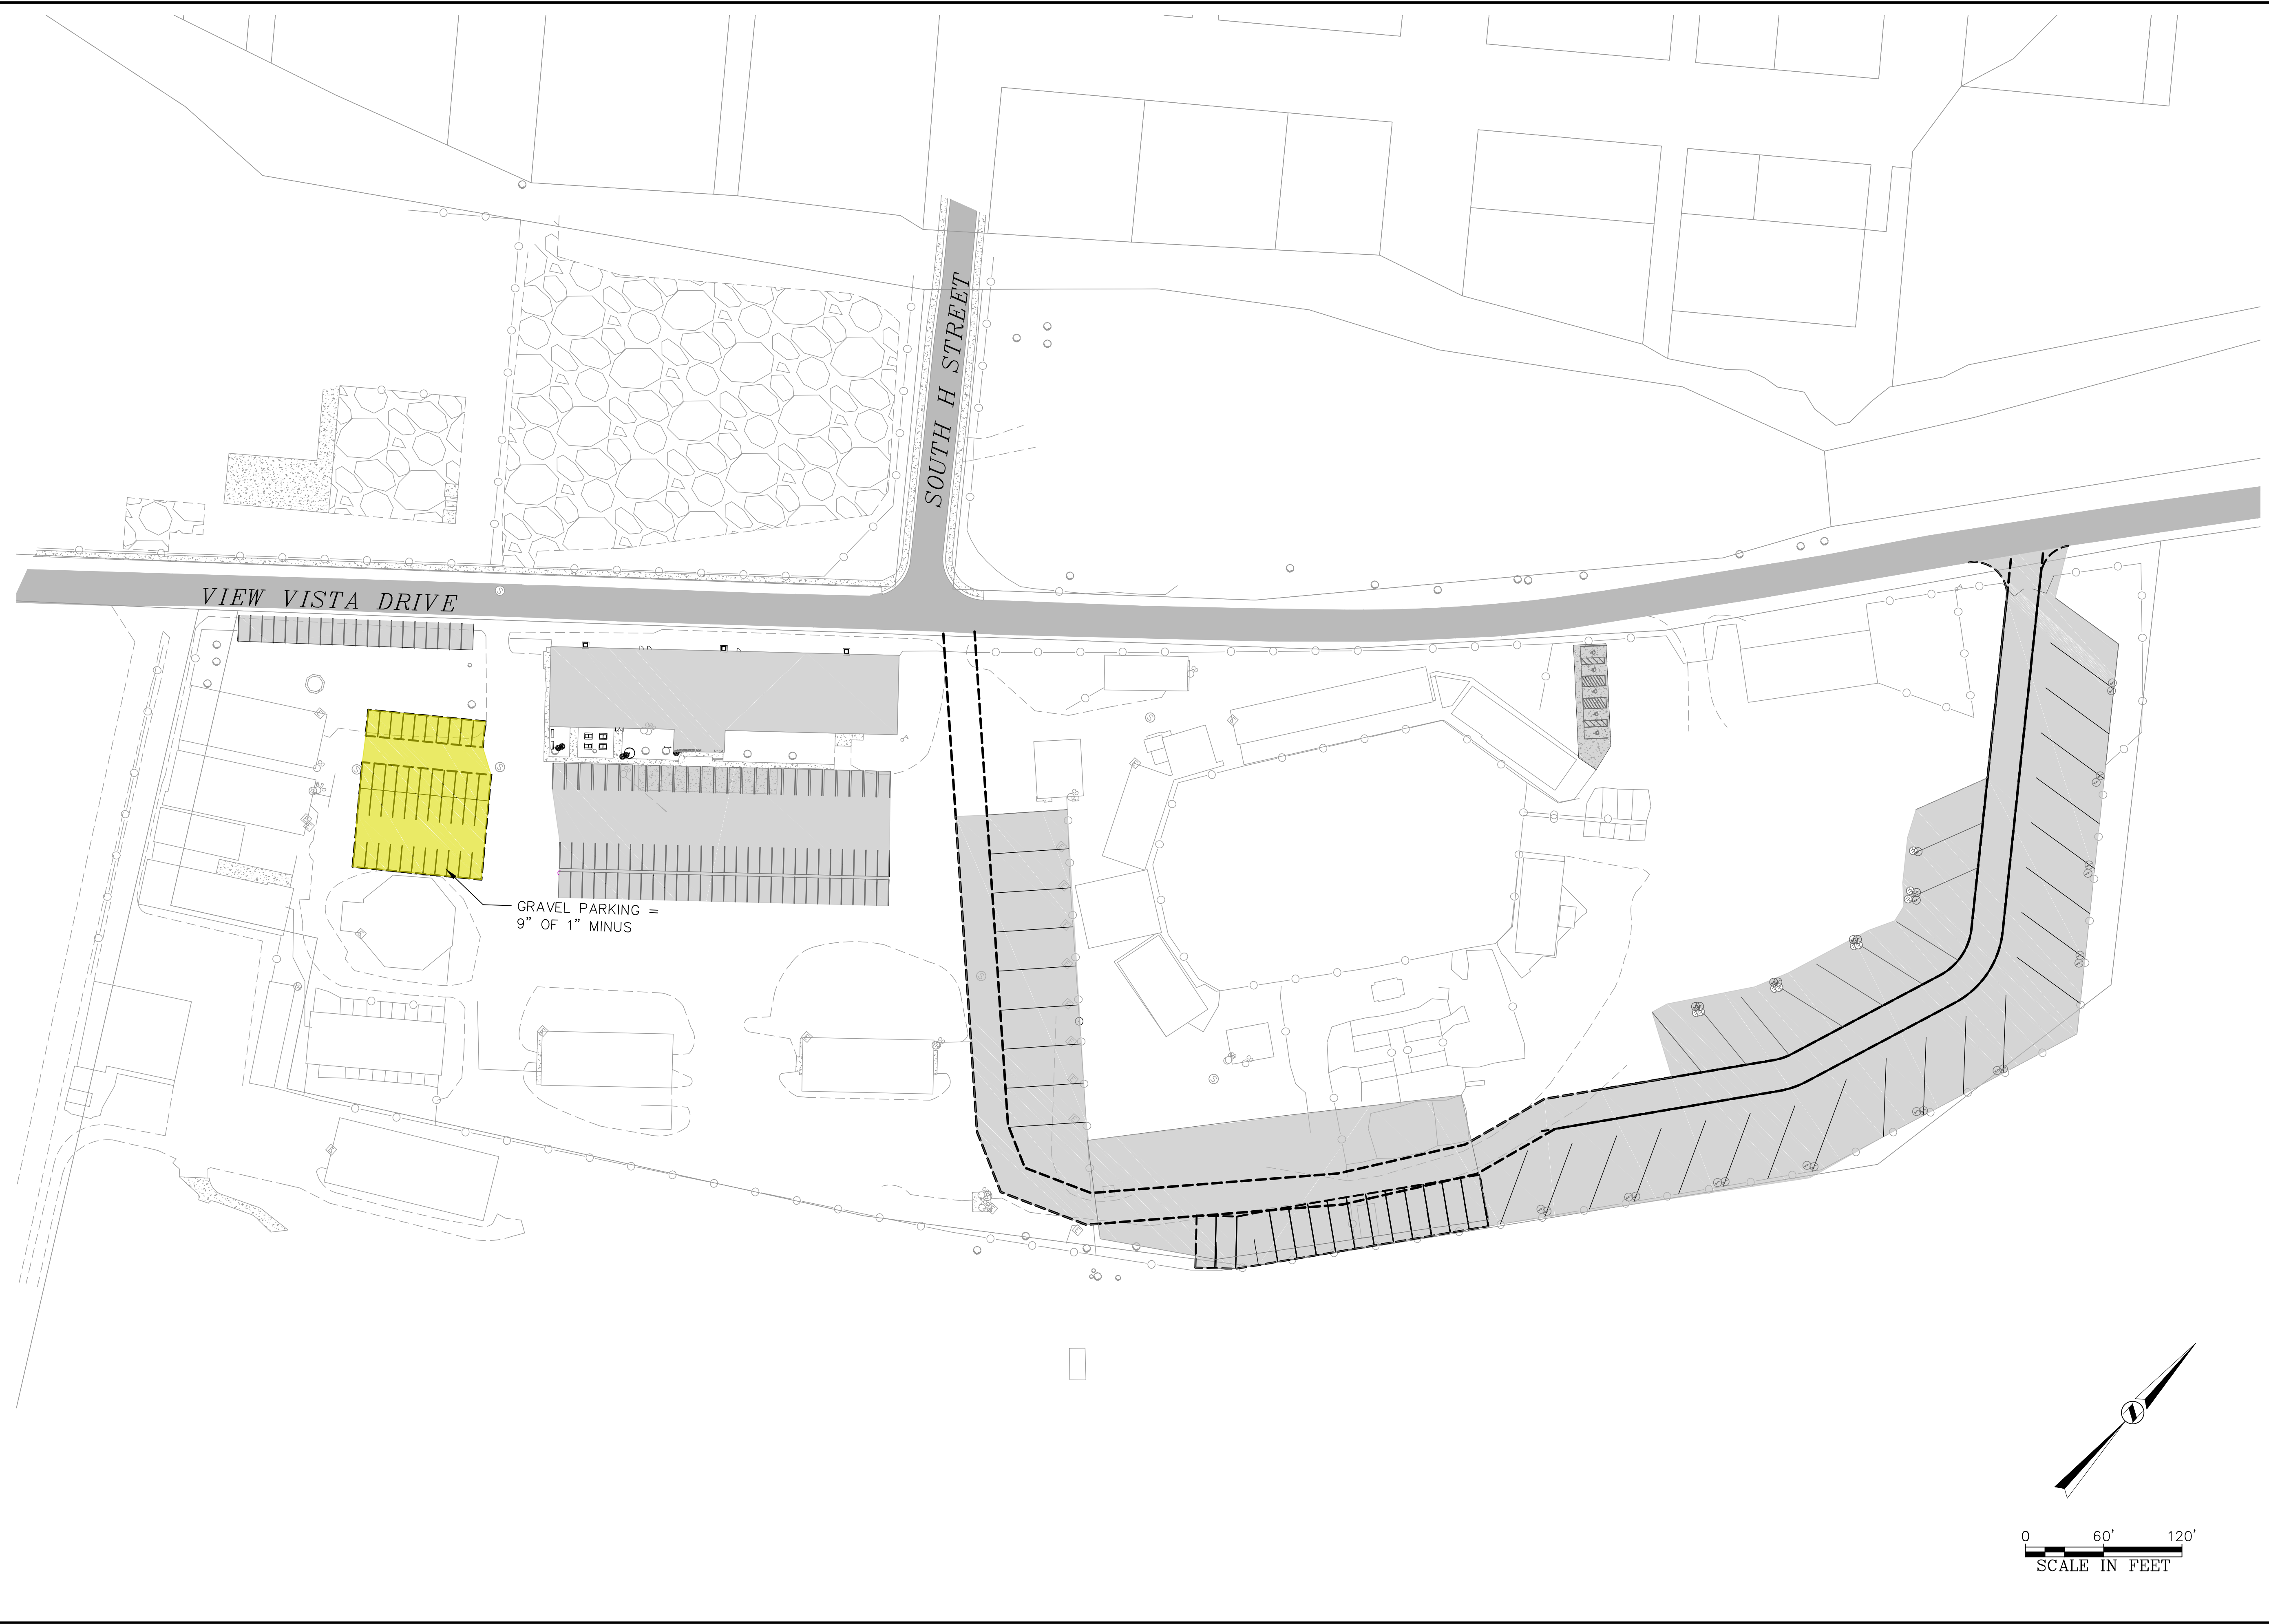 SOUTH H STREET
VIEW VISTA DRIVE
GRAVEL PARKING =
9” OF 1” MINUS
0 60' 120'
SCALE IN FEET